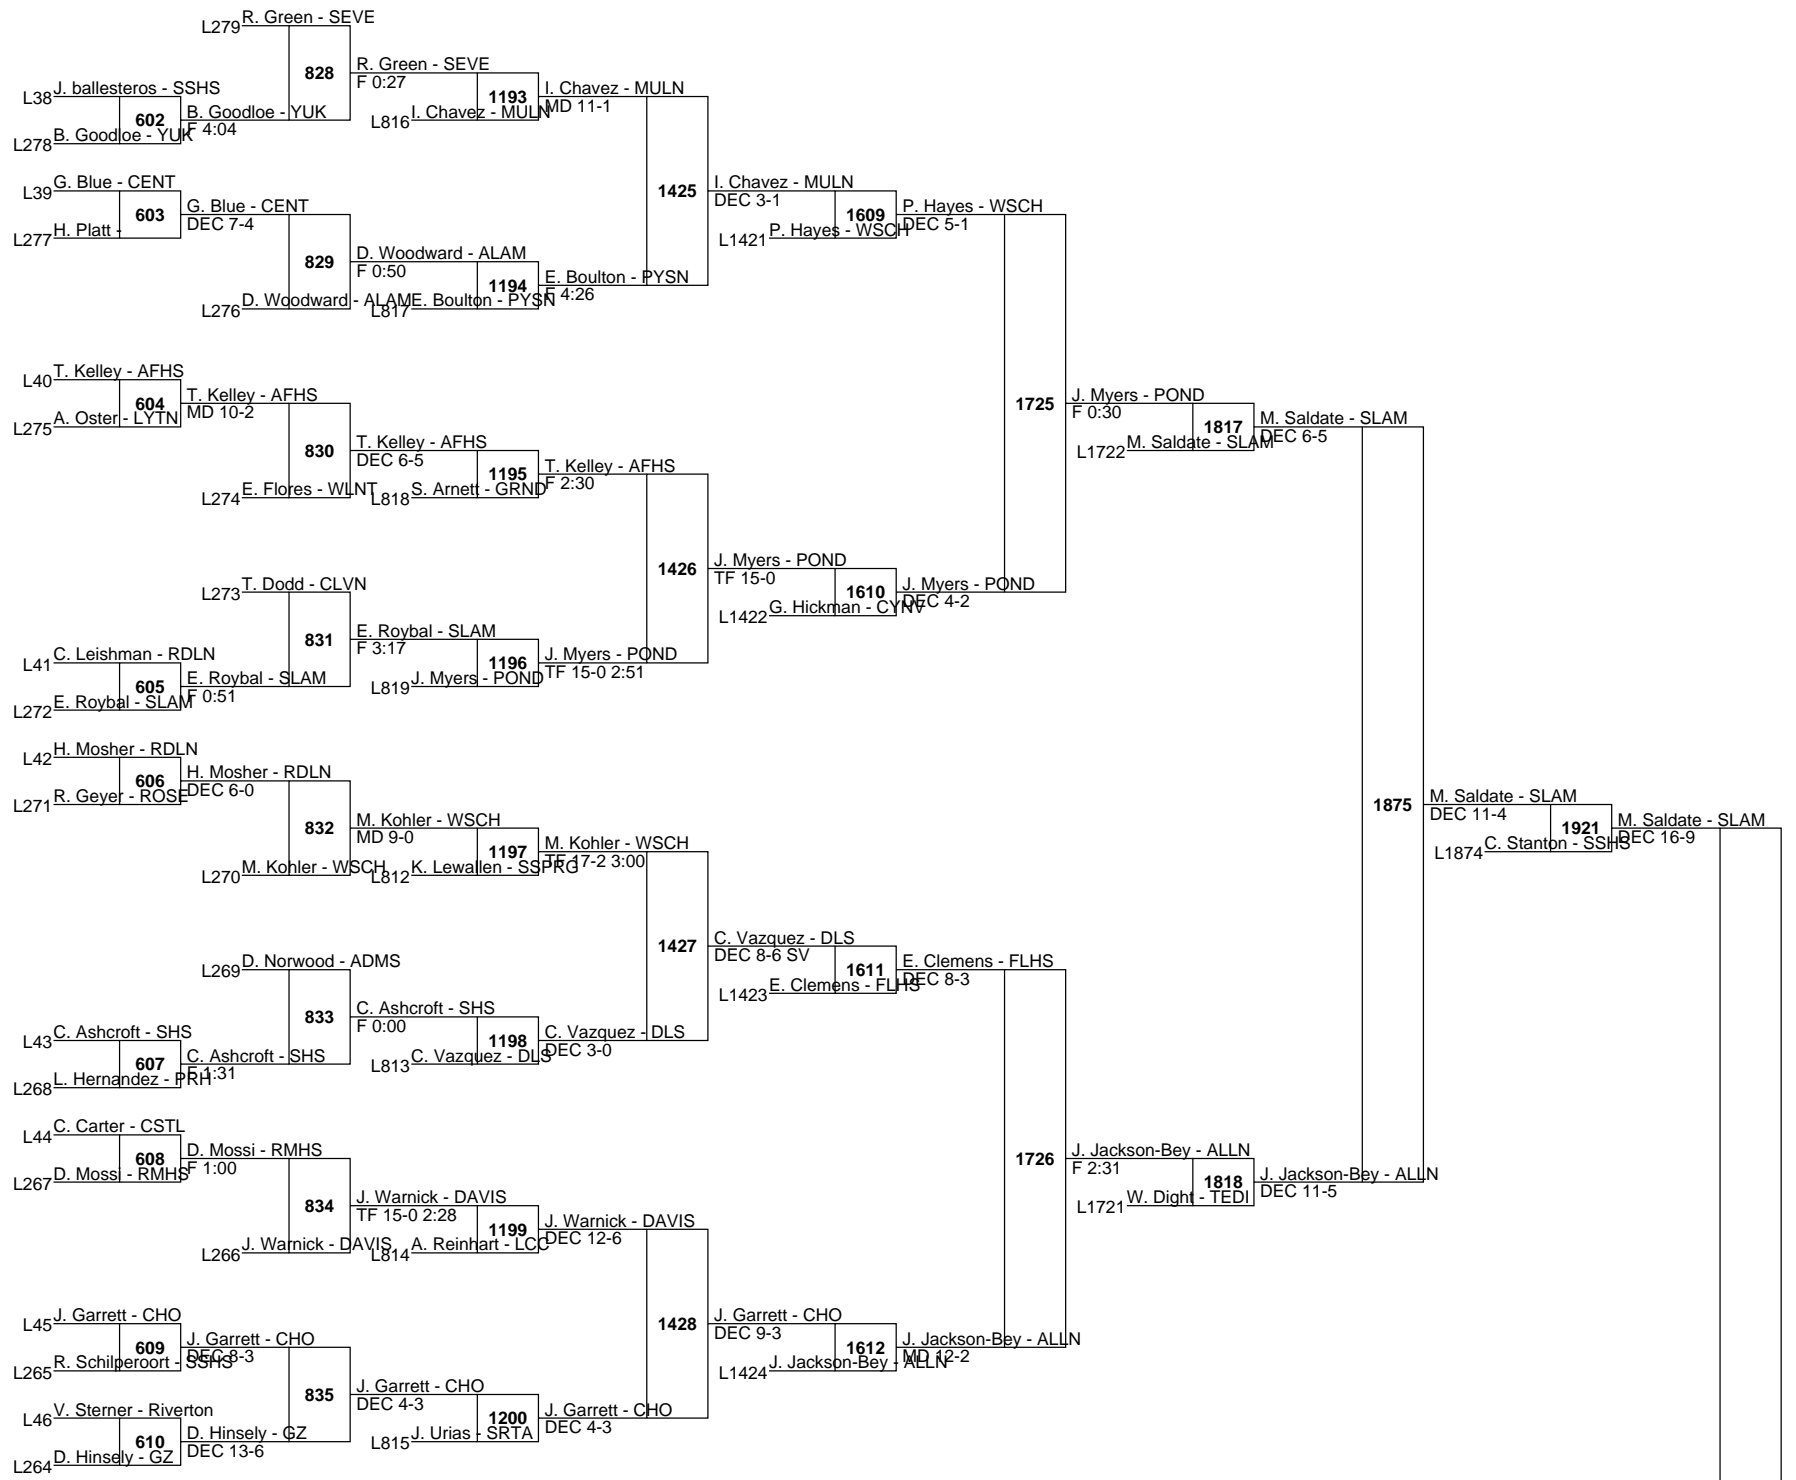 R. Green - SEVE
L279
828
R. Green - SEVE
F 0:27
J. ballesteros - SSHS
L38
602
B. Goodloe - YUK
F 4:04
B. Goodloe - YUK
L278
1193
I. Chavez - MULN
L816
I. Chavez - MULN
MD 11-1
G. Blue - CENT
L39
603
G. Blue - CENT
DEC 7-4
H. Platt -
L277
829
D. Woodward - ALAM
F 0:50
D. Woodward - ALAM
L276
1194
E. Boulton - PYSN
L817
E. Boulton - PYSN
F 4:26
1425
I. Chavez - MULN
DEC 3-1
1609
P. Hayes - WSCH
L1421
P. Hayes - WSCH
DEC 5-1
T. Kelley - AFHS
L40
604
T. Kelley - AFHS
MD 10-2
A. Oster - LYTN
L275
830
T. Kelley - AFHS
DEC 6-5
E. Flores - WLNT
L274
1195
S. Arnett - GRND
L818
T. Kelley - AFHS
F 2:30
T. Dodd - CLVN
L273
831
E. Roybal - SLAM
F 3:17
C. Leishman - RDLN
L41
605
E. Roybal - SLAM
F 0:51
E. Roybal - SLAM
L272
1196
J. Myers - POND
L819
J. Myers - POND
TF 15-0 2:51
1426
J. Myers - POND
TF 15-0
1610
G. Hickman - CYNV
L1422
J. Myers - POND
DEC 4-2
1725
J. Myers - POND
F 0:30
1817
M. Saldate - SLAM
L1722
M. Saldate - SLAM
DEC 6-5
H. Mosher - RDLN
L42
606
H. Mosher - RDLN
DEC 6-0
R. Geyer - ROSE
L271
832
M. Kohler - WSCH
MD 9-0
M. Kohler - WSCH
L270
1197
K. Lewallen - SSPRG
L812
M. Kohler - WSCH
TF 17-2 3:00
D. Norwood - ADMS
L269
833
C. Ashcroft - SHS
F 0:00
C. Ashcroft - SHS
L43
607
C. Ashcroft - SHS
F 1:31
L. Hernandez - PRH
L268
1198
C. Vazquez - DLS
L813
C. Vazquez - DLS
DEC 3-0
1427
C. Vazquez - DLS
DEC 8-6 SV
1611
E. Clemens - FLHS
L1423
E. Clemens - FLHS
DEC 8-3
C. Carter - CSTL
L44
608
D. Mossi - RMHS
F 1:00
D. Mossi - RMHS
L267
834
J. Warnick - DAVIS
TF 15-0 2:28
J. Warnick - DAVIS
L266
1199
A. Reinhart - LCC
L814
J. Warnick - DAVIS
DEC 12-6
J. Garrett - CHO
L45
609
J. Garrett - CHO
DEC 8-3
R. Schilperoort - SSHS
L265
835
J. Garrett - CHO
DEC 4-3
V. Sterner - Riverton
L46
610
D. Hinsely - GZ
DEC 13-6
D. Hinsely - GZ
L264
1200
J. Urias - SRTA
L815
J. Garrett - CHO
DEC 4-3
1428
J. Garrett - CHO
DEC 9-3
1612
J. Jackson-Bey - ALLN
L1424
J. Jackson-Bey - ALLN
MD 12-2
1726
J. Jackson-Bey - ALLN
F 2:31
1818
W. Dight - TEDI
L1721
J. Jackson-Bey - ALLN
DEC 11-5
1875
M. Saldate - SLAM
DEC 11-4
1921
C. Stanton - SSHS
L1874
M. Saldate - SLAM
DEC 16-9